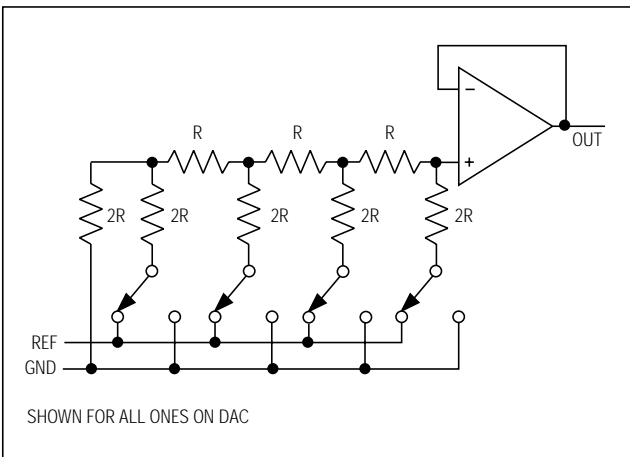 R R R
− +
OUT
2R 2R 2R 2R 2R
REF
GND
SHOWN FOR ALL ONES ON DAC